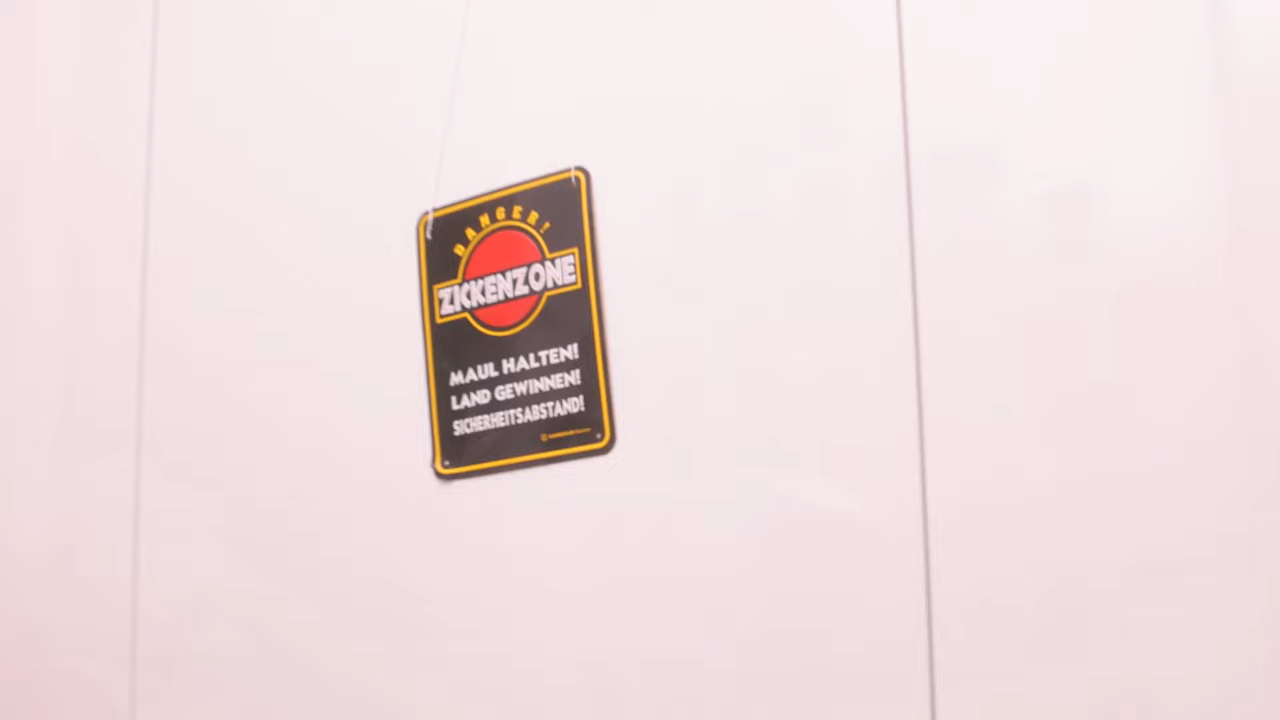 DANGER!
ZICKENZONE
MAUL HALTEN!
LAND GEWINNEN!
SICHERHEITSABSTAND!